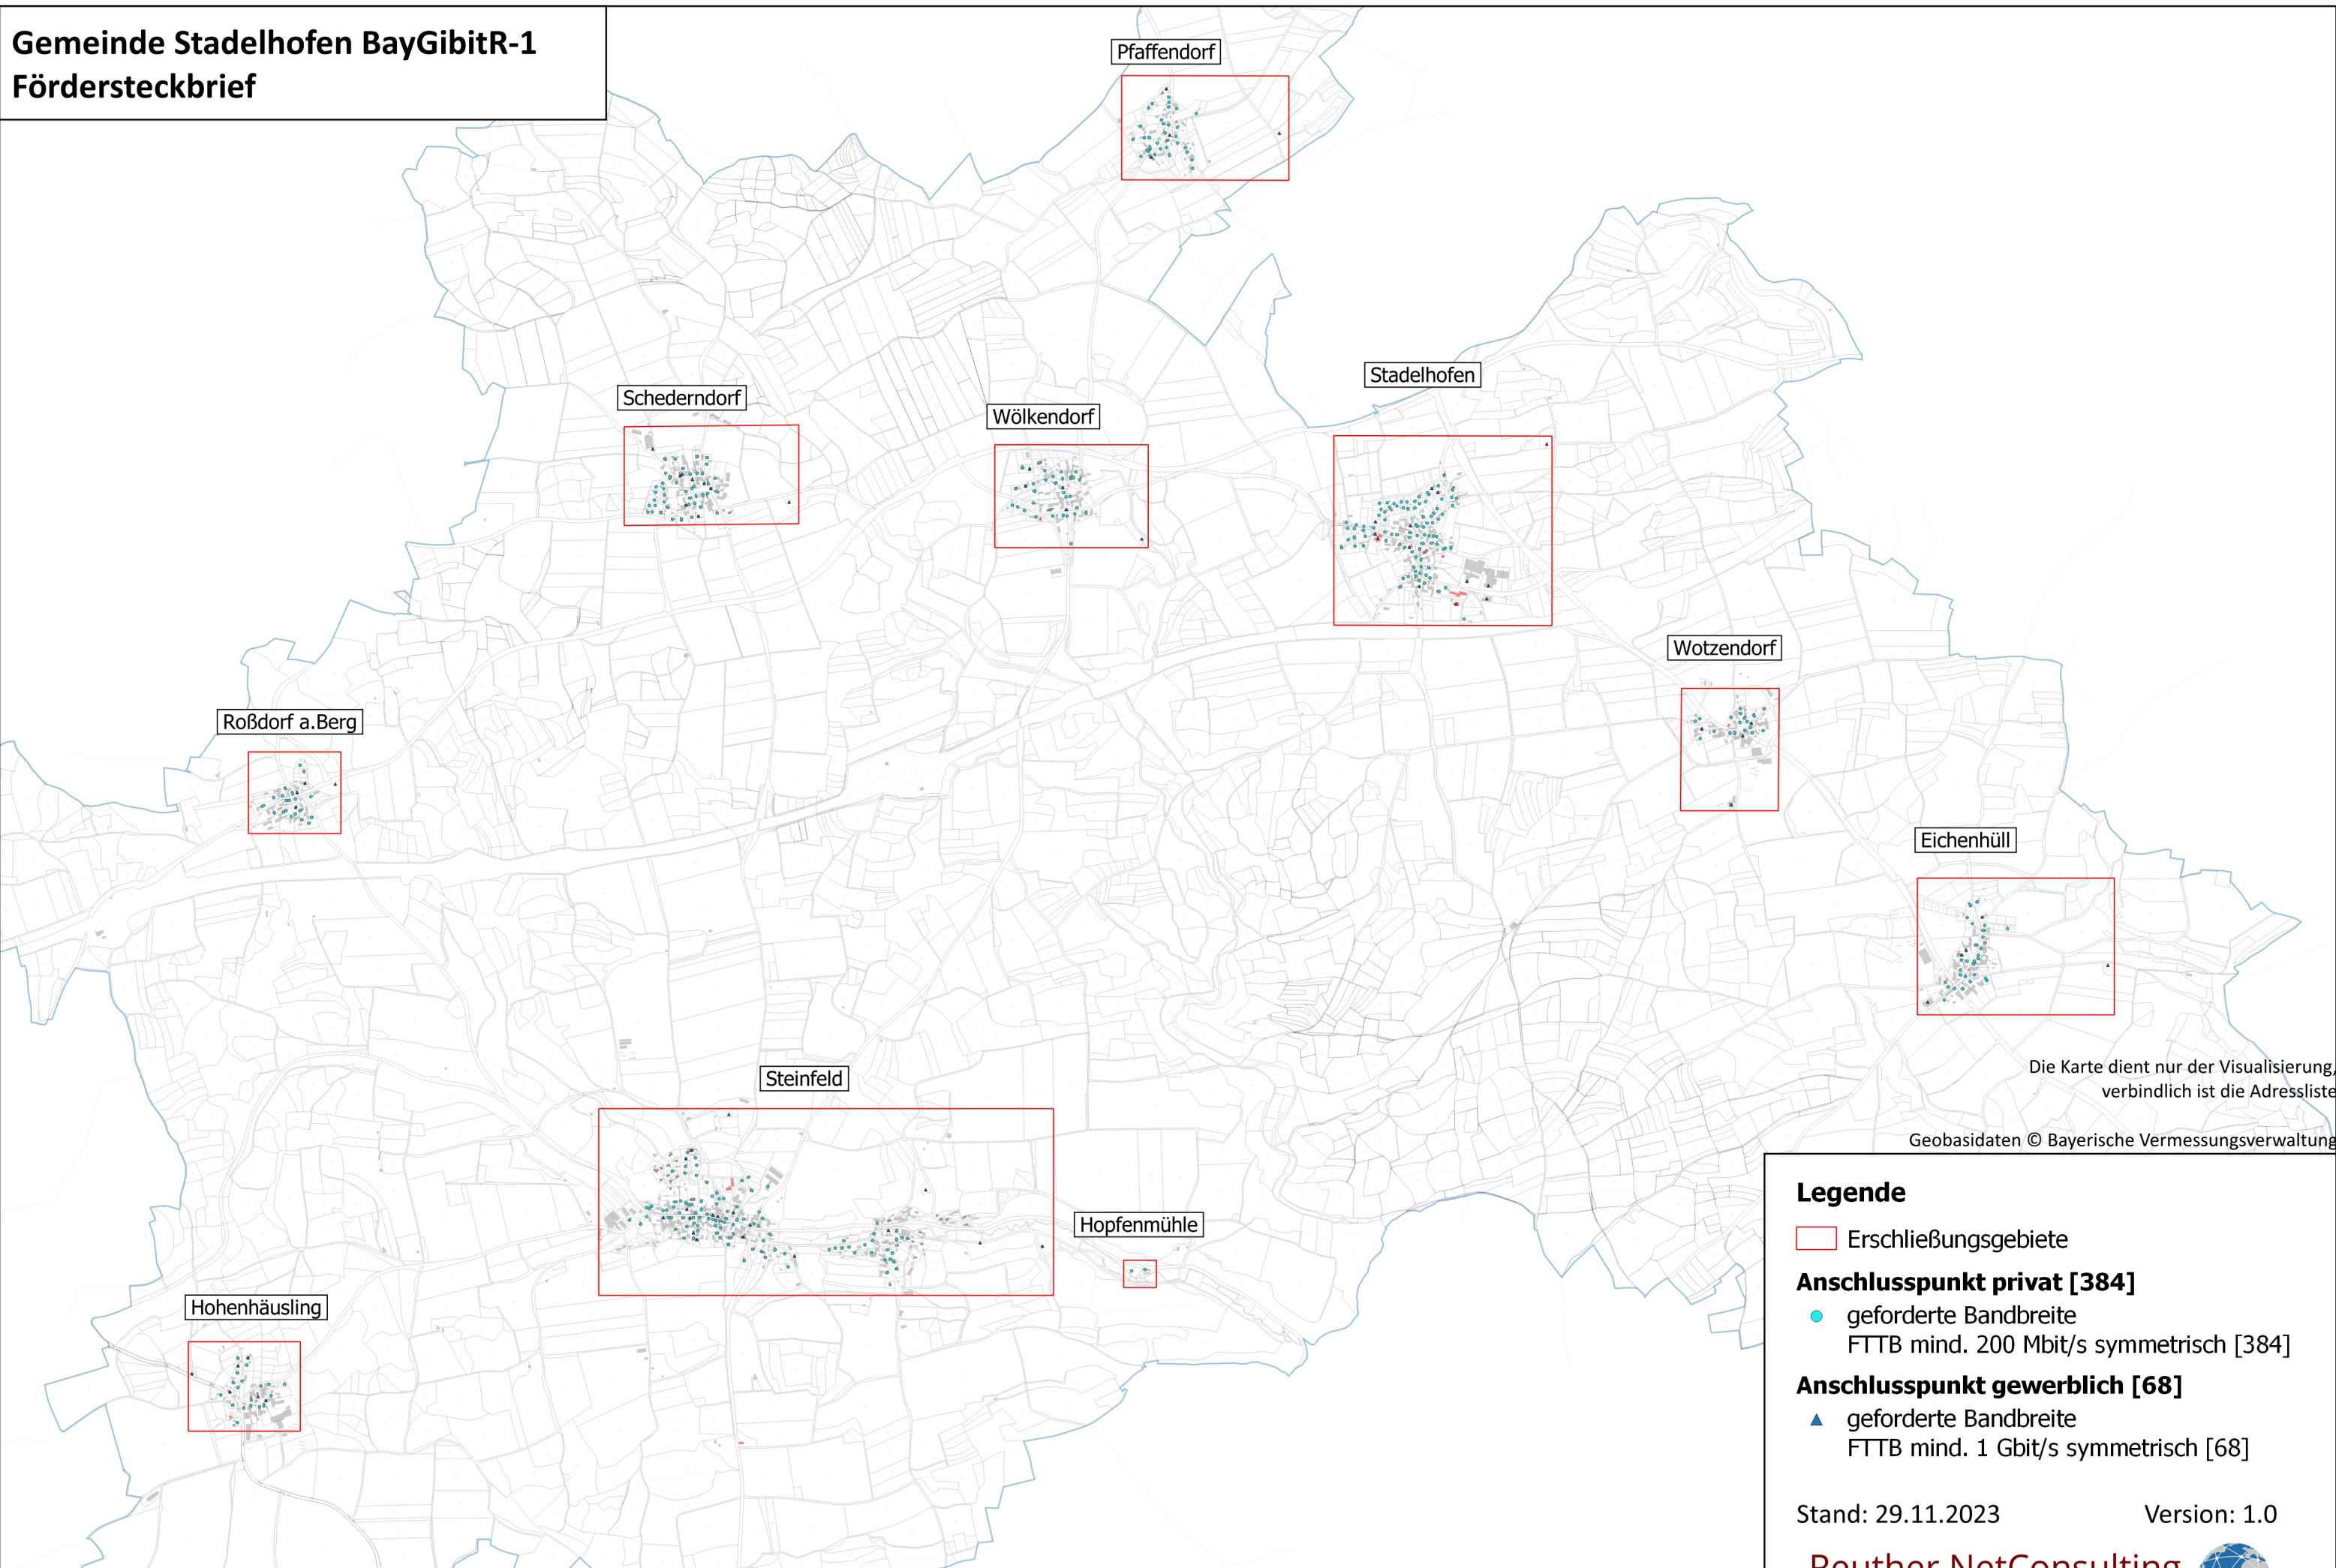 Gemeinde Stadelhofen BayGibitR-1
Fördersteckbrief
Pfaffendorf
Stadelhofen
Schederndorf
Wölkendorf
Wotzendorf
Roßdorf a.Berg
Eichenhüll
Die Karte dient nur der Visualisierung,
verbindlich ist die Adressliste
Steinfeld
Geobasidaten © Bayerische Vermessungsverwaltung
Hopfenmühle
Hohenhäusling
Legende
Erschließungsgebiete
Anschlusspunkt privat [384]
geforderte Bandbreite
FTTB mind. 200 Mbit/s symmetrisch [384]
Anschlusspunkt gewerblich [68]
geforderte Bandbreite
FTTB mind. 1 Gbit/s symmetrisch [68]
Stand: 29.11.2023 Version: 1.0
Reuther NetConsulting